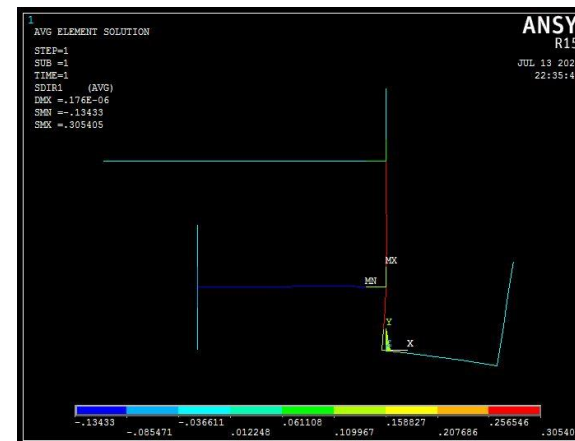 1
AVG ELEMENT SOLUTION
STEP=1
SUB =1
TIME=1
SDIR1 (AVG)
DMX =.176E-06
SMN =-.13433
SMX =.305405
ANSY
R15
JUL 13 202
22:35:4
MX
MN
Y
X
-.13433 -.036611 .061108 .158827 .256546
-.085471 .012248 .109967 .207686 .30540